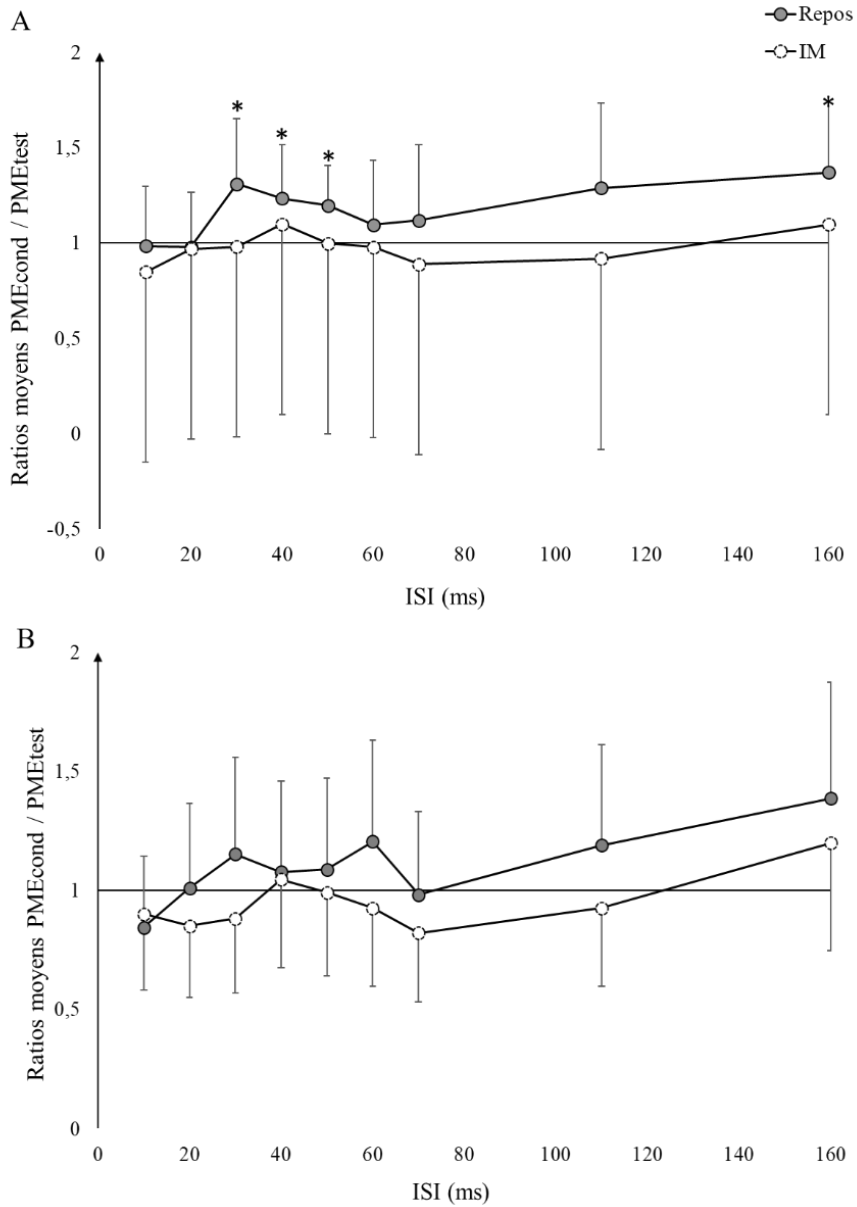 A
Repos
IM
Ratios moyens PMEcond / PMEtest
2
1,5
1
0,5
0
-0,5
* * * *
0 20 40 60 80 100 120 140 160
ISI (ms)
B
Ratios moyens PMEcond / PMEtest
2
1,5
1
0,5
0
0 20 40 60 80 100 120 140 160
ISI (ms)